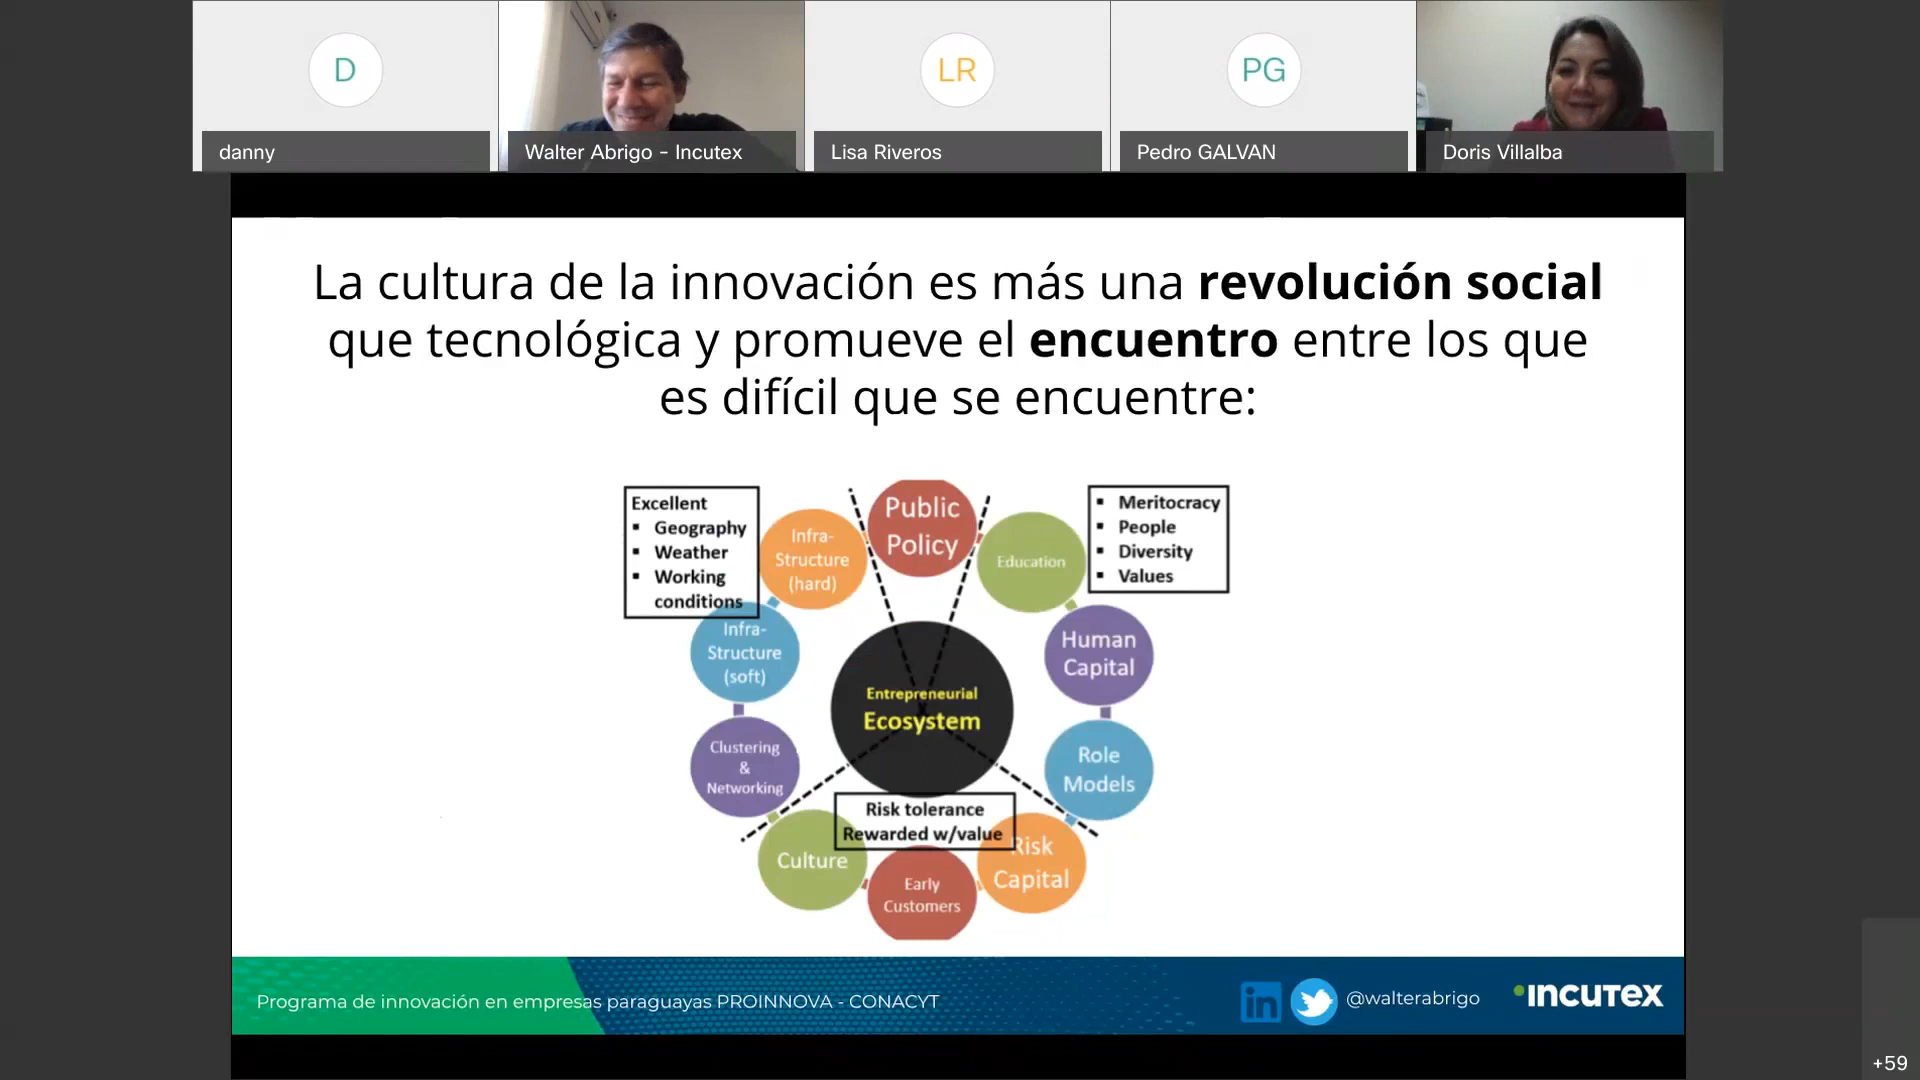 D
LR
PG
danny
Walter Abrigo - Incutex
Lisa Riveros
Pedro GALVAN
Doris Villalba
La cultura de la innovación es más una revolución social
que tecnológica y promueve el encuentro entre los que
es difícil que se encuentre:
Excellent
▪ Geography
▪ Weather
▪ Working
conditions
Infra-
Structure
(hard)
Public
Policy
Education
▪ Meritocracy
▪ People
▪ Diversity
▪ Values
Infra-
Structure
(soft)
Human
Capital
Entrepreneurial
Ecosystem
Clustering
&
Networking
Role
Models
Risk tolerance
Rewarded w/value
Culture
Early
Customers
Risk
Capital
Programa de innovación en empresas paraguayas PROINNOVA - CONACYT
in
@walterabrigo
INCUTEX
+59